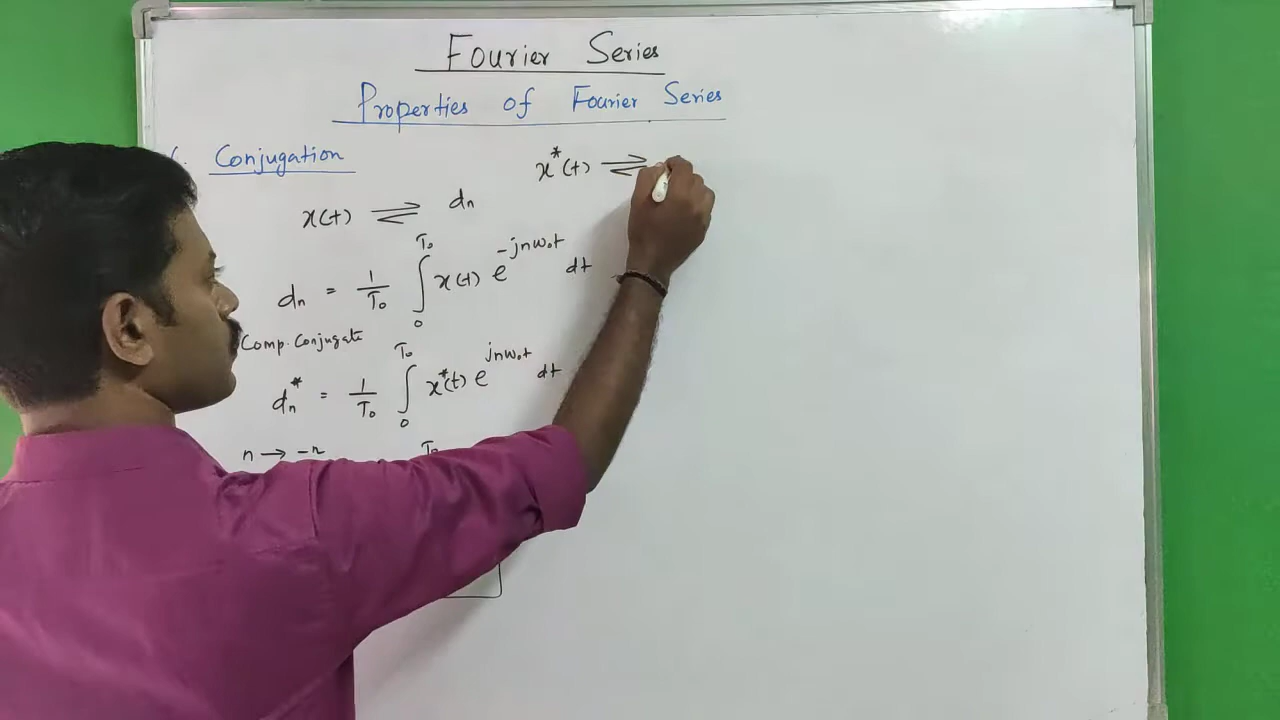 Fourier Series
Properties of Fourier Series
Conjugation
x*(t) ⇌
x(t) ⇌ dn
dn = 1/T₀ ∫₀^T₀ x(t) e^-jnω₀t dt
Comp. Conjugate
dn* = 1/T₀ ∫₀^T₀ x*(t) e^jnω₀t dt
n → -n
T₀